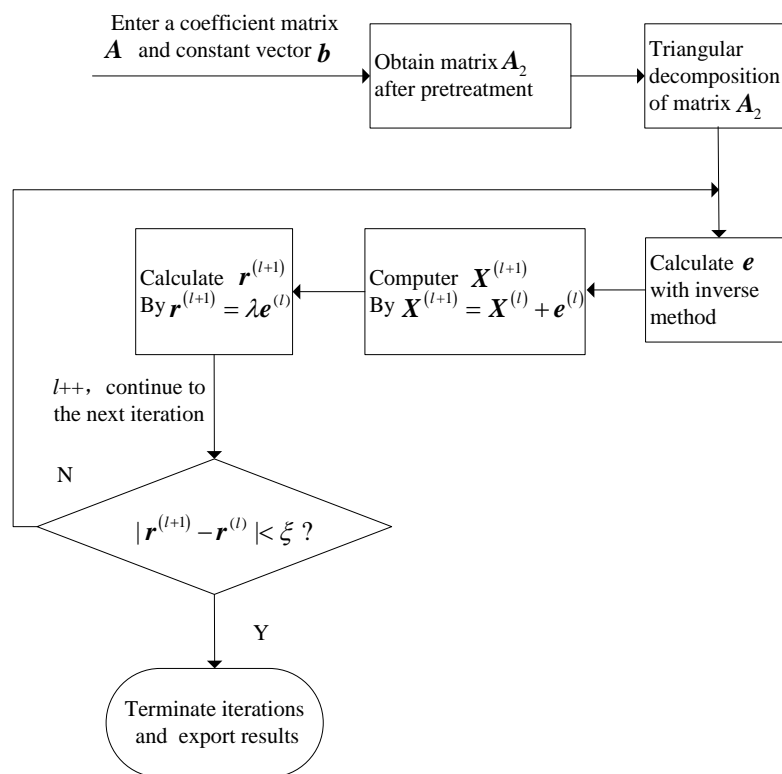 Enter a coefficient matrix
A and constant vector b
Obtain matrix A₂
after pretreatment
Triangular
decomposition
of matrix A₂
Calculate e
with inverse
method
Computer X⁽ˡ⁺¹⁾
By X⁽ˡ⁺¹⁾ = X⁽ˡ⁾ + e⁽ˡ⁾
Calculate r⁽ˡ⁺¹⁾
By r⁽ˡ⁺¹⁾ = λe⁽ˡ⁾
l++，continue to
the next iteration
N
| r⁽ˡ⁺¹⁾ − r⁽ˡ⁾ |< ξ ?
Y
Terminate iterations
and export results